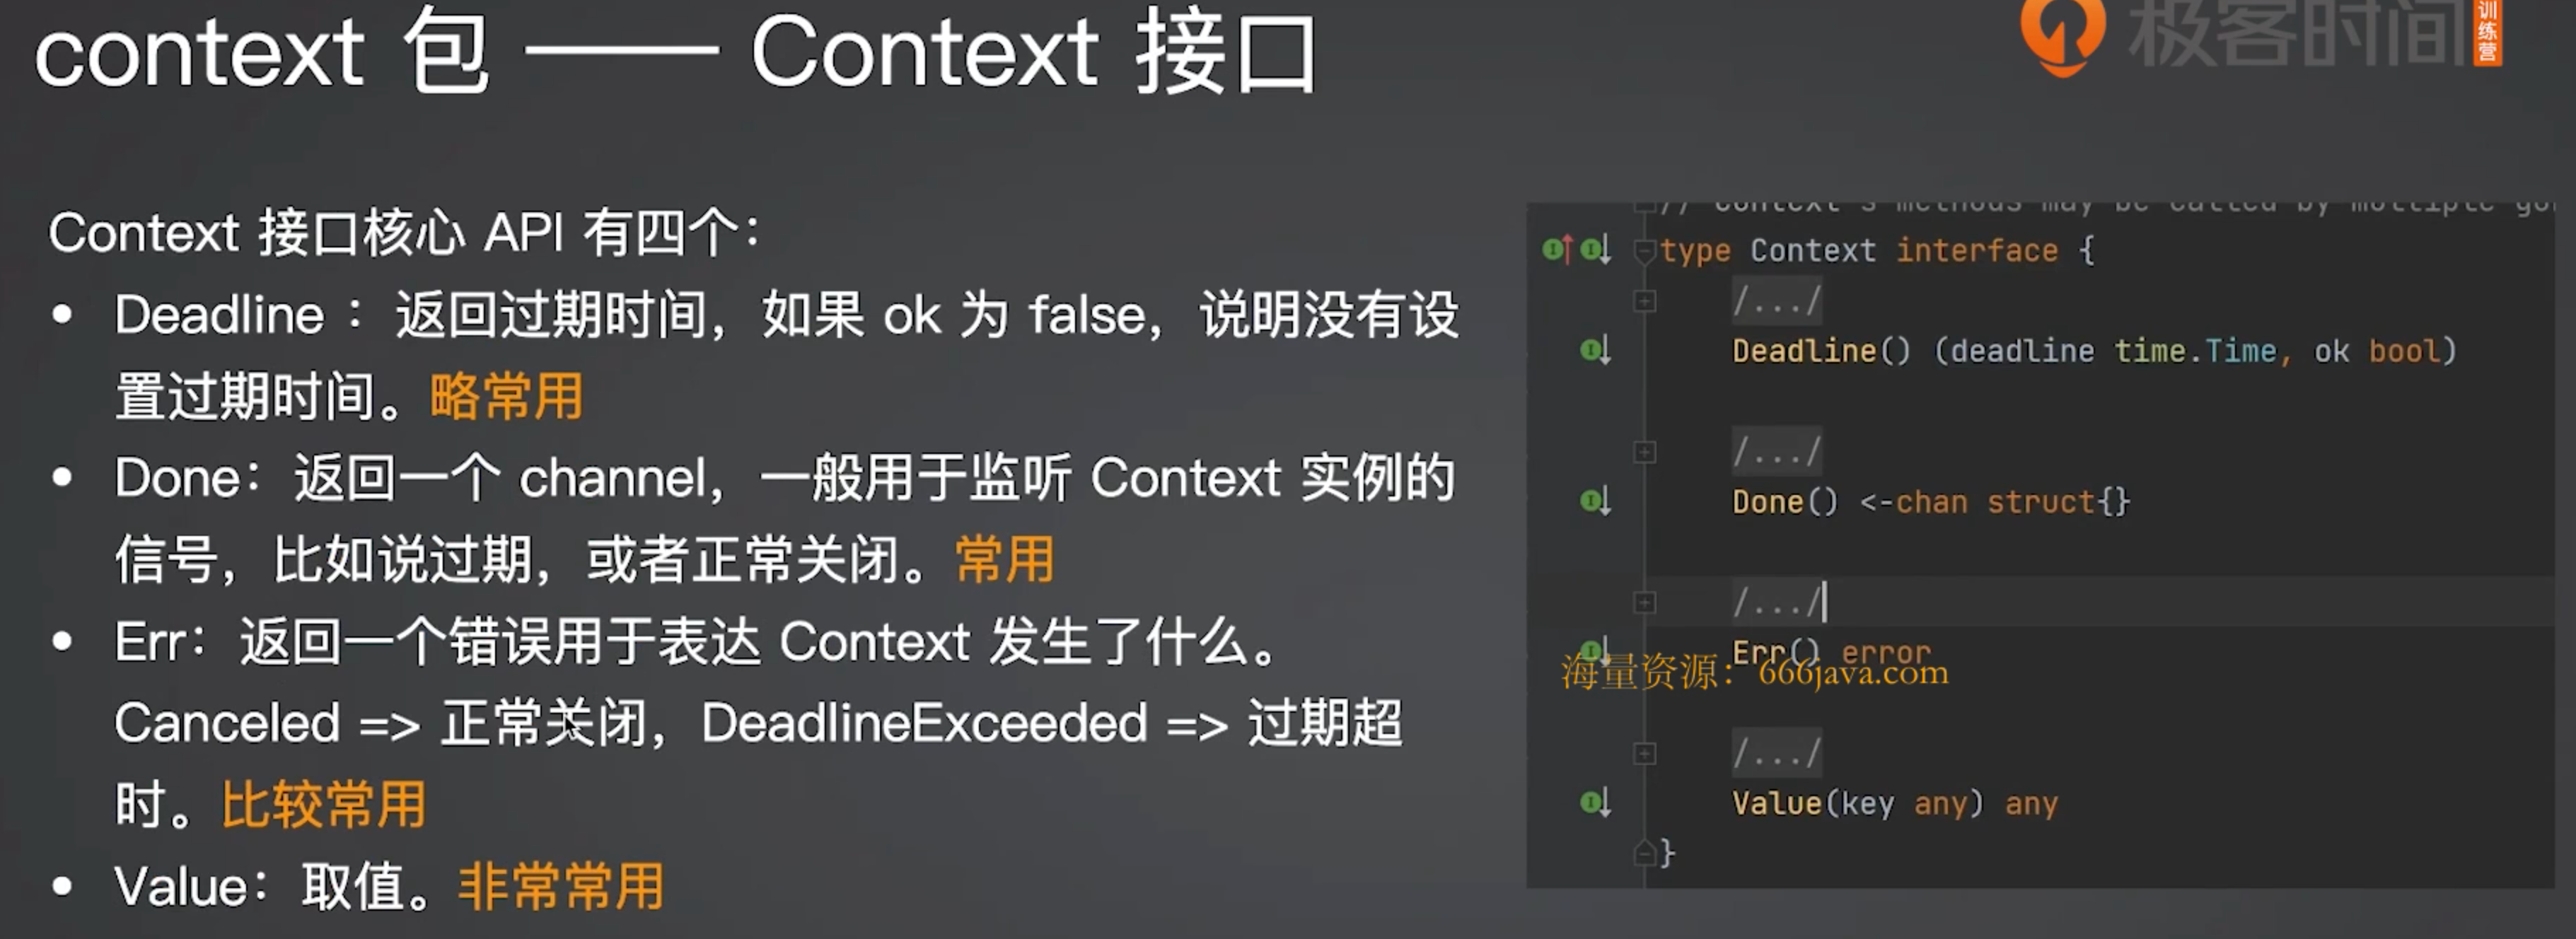 context 包 —— Context 接口
极客时间
训练营
Context 接口核心 API 有四个：
• Deadline ：返回过期时间，如果 ok 为 false，说明没有设
置过期时间。略常用
• Done：返回一个 channel，一般用于监听 Context 实例的
信号，比如说过期，或者正常关闭。常用
• Err：返回一个错误用于表达 Context 发生了什么。
Canceled => 正常关闭，DeadlineExceeded => 过期超
时。比较常用
• Value：取值。非常常用
// Context's methods may be called by multiple go
type Context interface {
/.../
Deadline() (deadline time.Time, ok bool)
/.../
Done() <-chan struct{}
/.../
Err() error
海量资源：666java.com
/.../
Value(key any) any
}